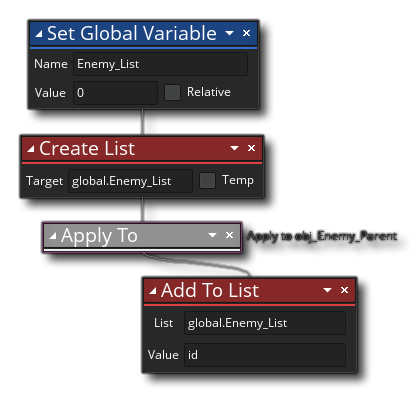 Set Global Variable
Name Enemy_List
Value 0 Relative
Create List
Target global.Enemy_List Temp
Apply To Apply to obj_Enemy_Parent
Add To List
List global.Enemy_List
Value id